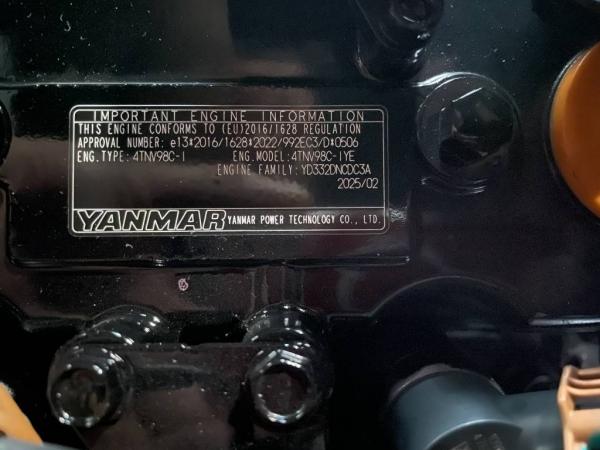 IMPORTANT ENGINE INFORMATION
THIS ENGINE CONFORMS TO (EU)2016/1628 REGULATION
APPROVAL NUMBER: e13*2016/1628*2022/992EC3/D*0506
ENG.TYPE: 4TNV98C-I ENG.MODEL: 4TNV98C-IYE
ENGINE FAMILY: YD332DNCDC3A
2025/02
YANMAR YANMAR POWER TECHNOLOGY CO., LTD.